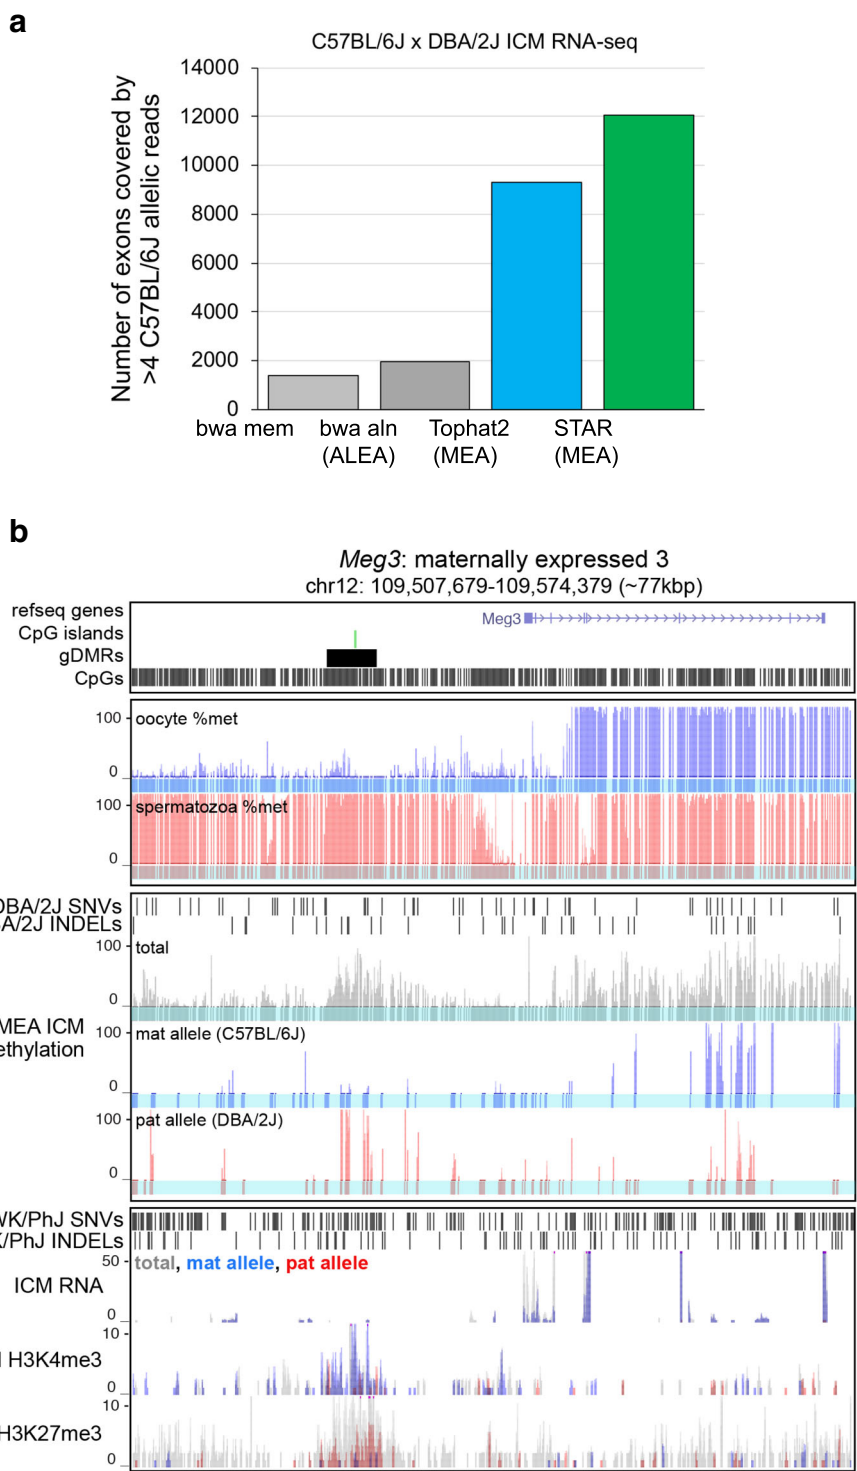 a
C57BL/6J x DBA/2J ICM RNA-seq
Number of exons covered by
>4 C57BL/6J allelic reads
14000
12000
10000
8000
6000
4000
2000
0
bwa mem
bwa aln
(ALEA)
Tophat2
(MEA)
STAR
(MEA)
b
Meg3: maternally expressed 3
chr12: 109,507,679-109,574,379 (~77kbp)
refseq genes
Meg3
CpG islands
gDMRs
CpGs
100
oocyte %met
0
100
spermatozoa %met
0
DBA/2J SNVs
BA/2J INDELs
100
total
0
MEA ICM
ethylation
100
mat allele (C57BL/6J)
0
100
pat allele (DBA/2J)
0
WK/PhJ SNVs
K/PhJ INDELs
total, mat allele, pat allele
50
ICM RNA
0
10
H3K4me3
0
10
H3K27me3
0